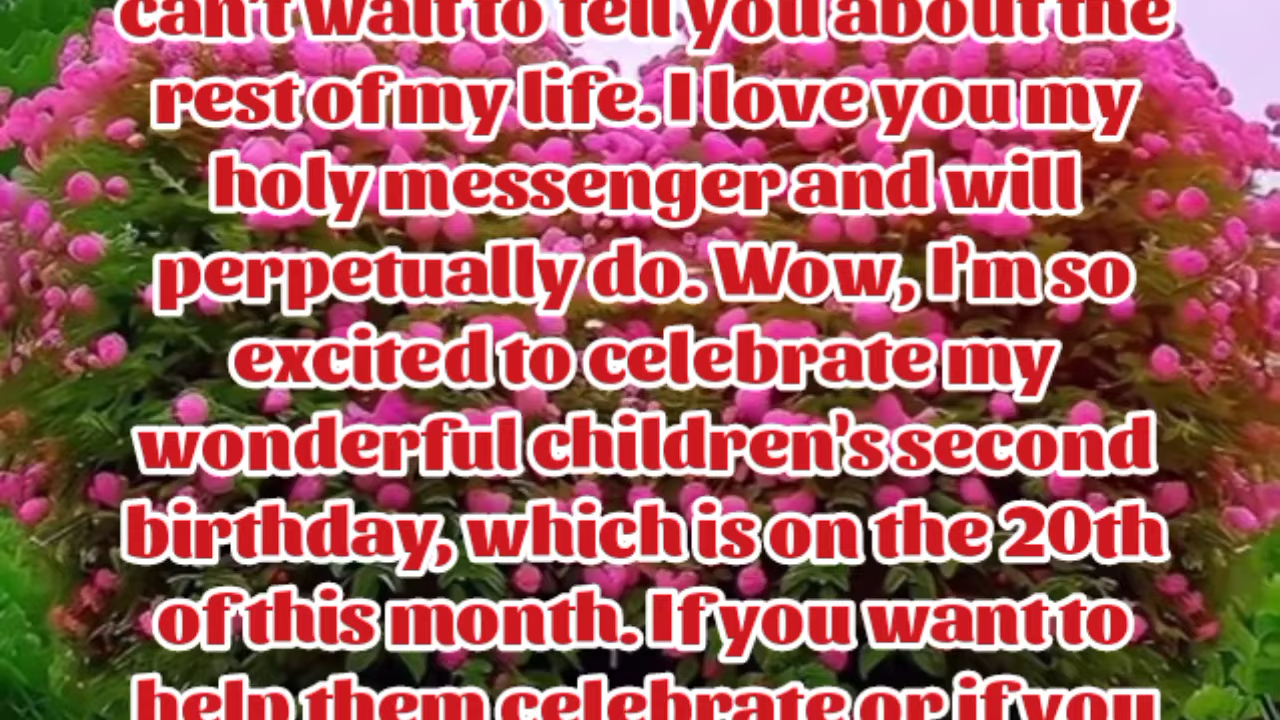 can't wait to tell you about the
rest of my life. I love you my
holy messenger and will
perpetually do. Wow, I'm so
excited to celebrate my
wonderful children's second
birthday, which is on the 20th
of this month. If you want to
help them celebrate or if you